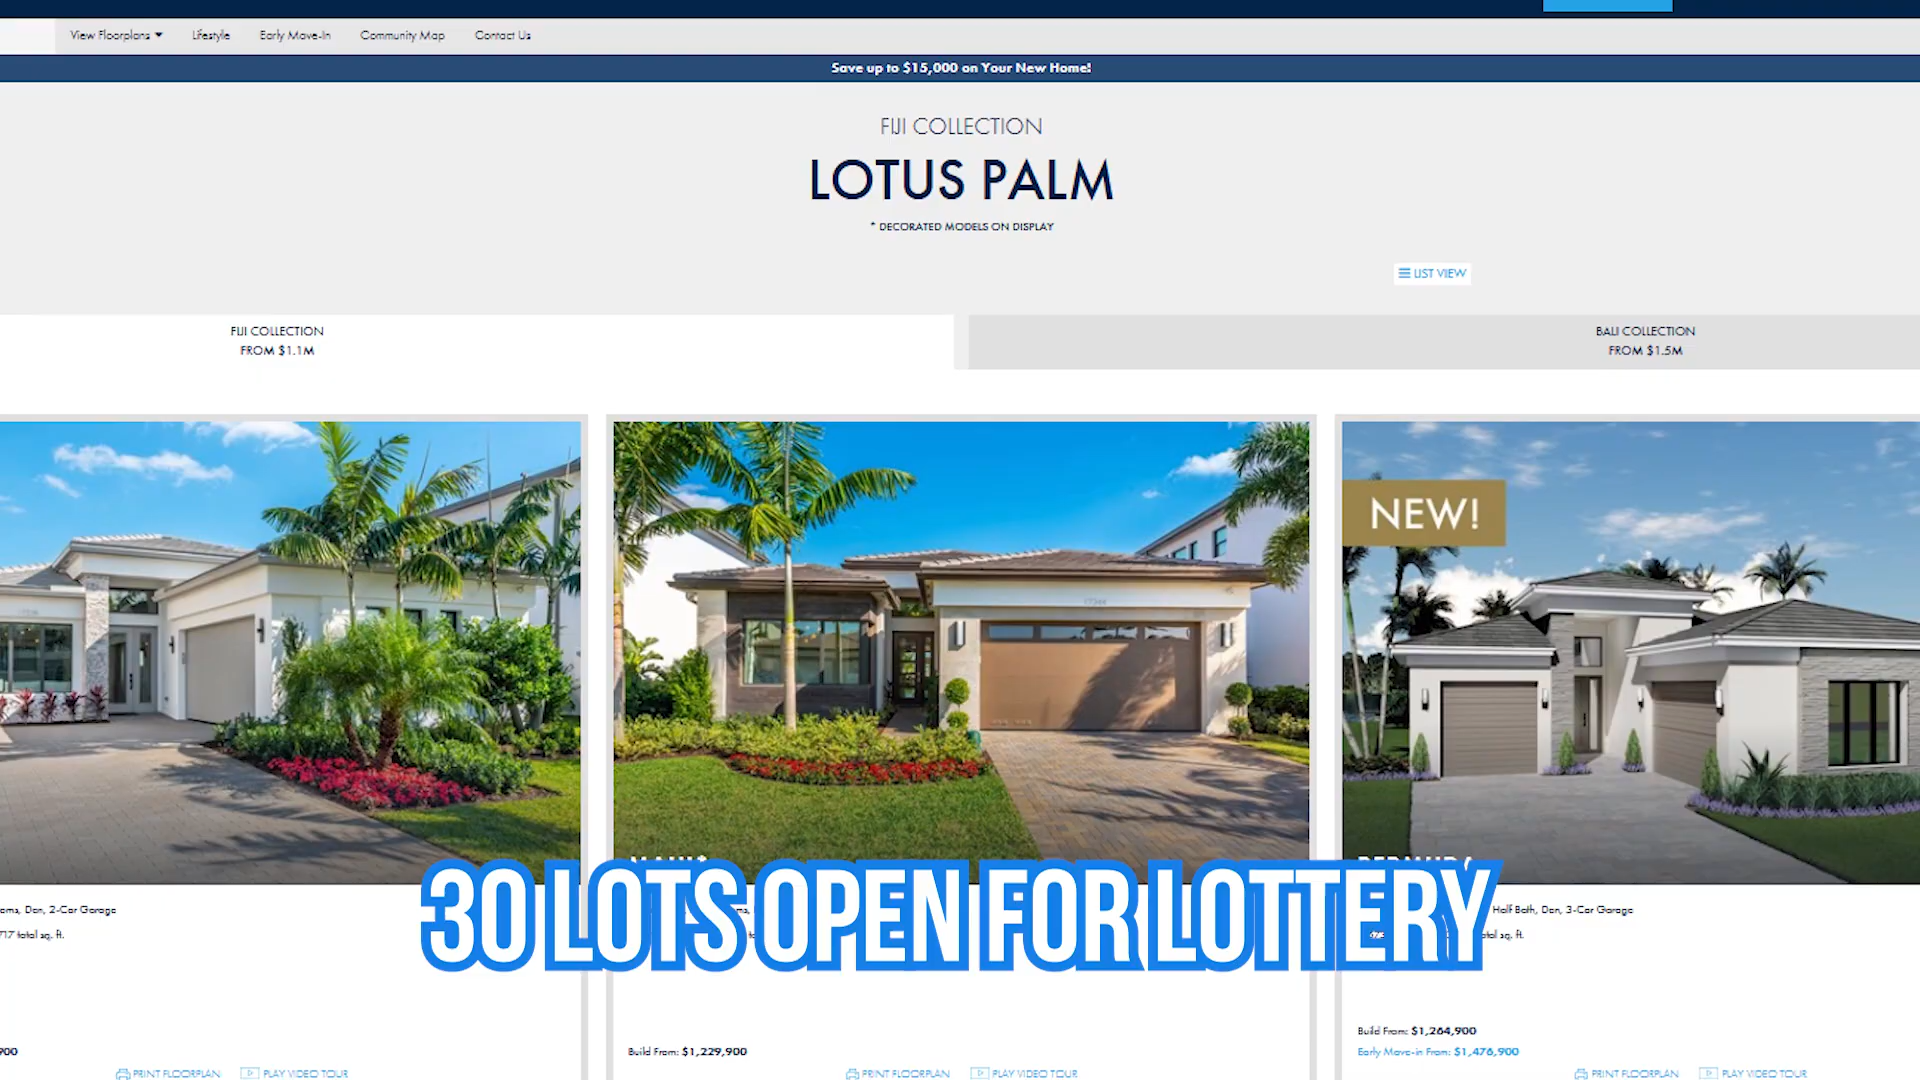 View Floorplans
Lifestyle
Early Move-In
Community Map
Contact Us
Save up to $15,000 on Your New Home!
FIJI COLLECTION
LOTUS PALM
* DECORATED MODELS ON DISPLAY
LIST VIEW
FIJI COLLECTION
FROM $1.1M
BALI COLLECTION
FROM $1.5M
NEW!
30 LOTS OPEN FOR LOTTERY
Den, 2-Car Garage
total sq. ft.
Half Bath, Den, 3-Car Garage
sq. ft.
Build From: $1,229,900
Build From: $1,264,900
Early Move-in From: $1,476,900
PRINT FLOORPLAN
PLAY VIDEO TOUR
PRINT FLOORPLAN
PLAY VIDEO TOUR
PRINT FLOORPLAN
PLAY VIDEO TOUR